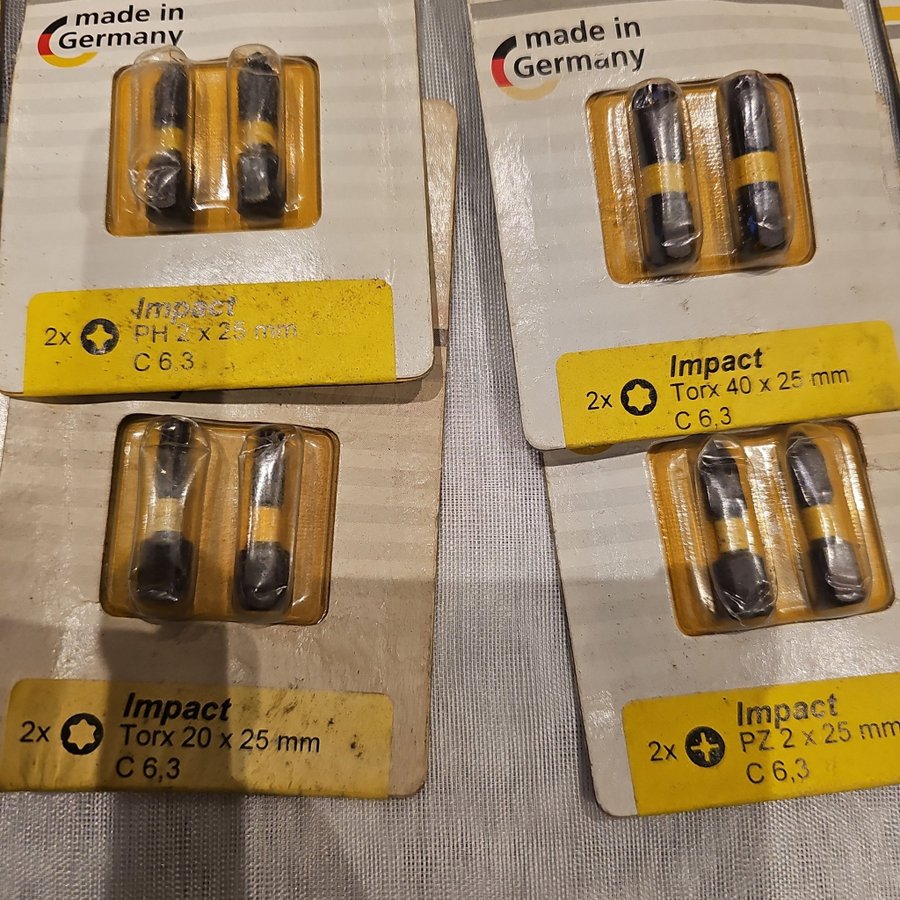 made in
Germany
2x
Impact
PH 2 x 25 mm
C 6,3
made in
Germany
2x
Impact
Torx 40 x 25 mm
C 6,3
2x
Impact
Torx 20 x 25 mm
C 6,3
2x
Impact
PZ 2 x 25 mm
C 6,3